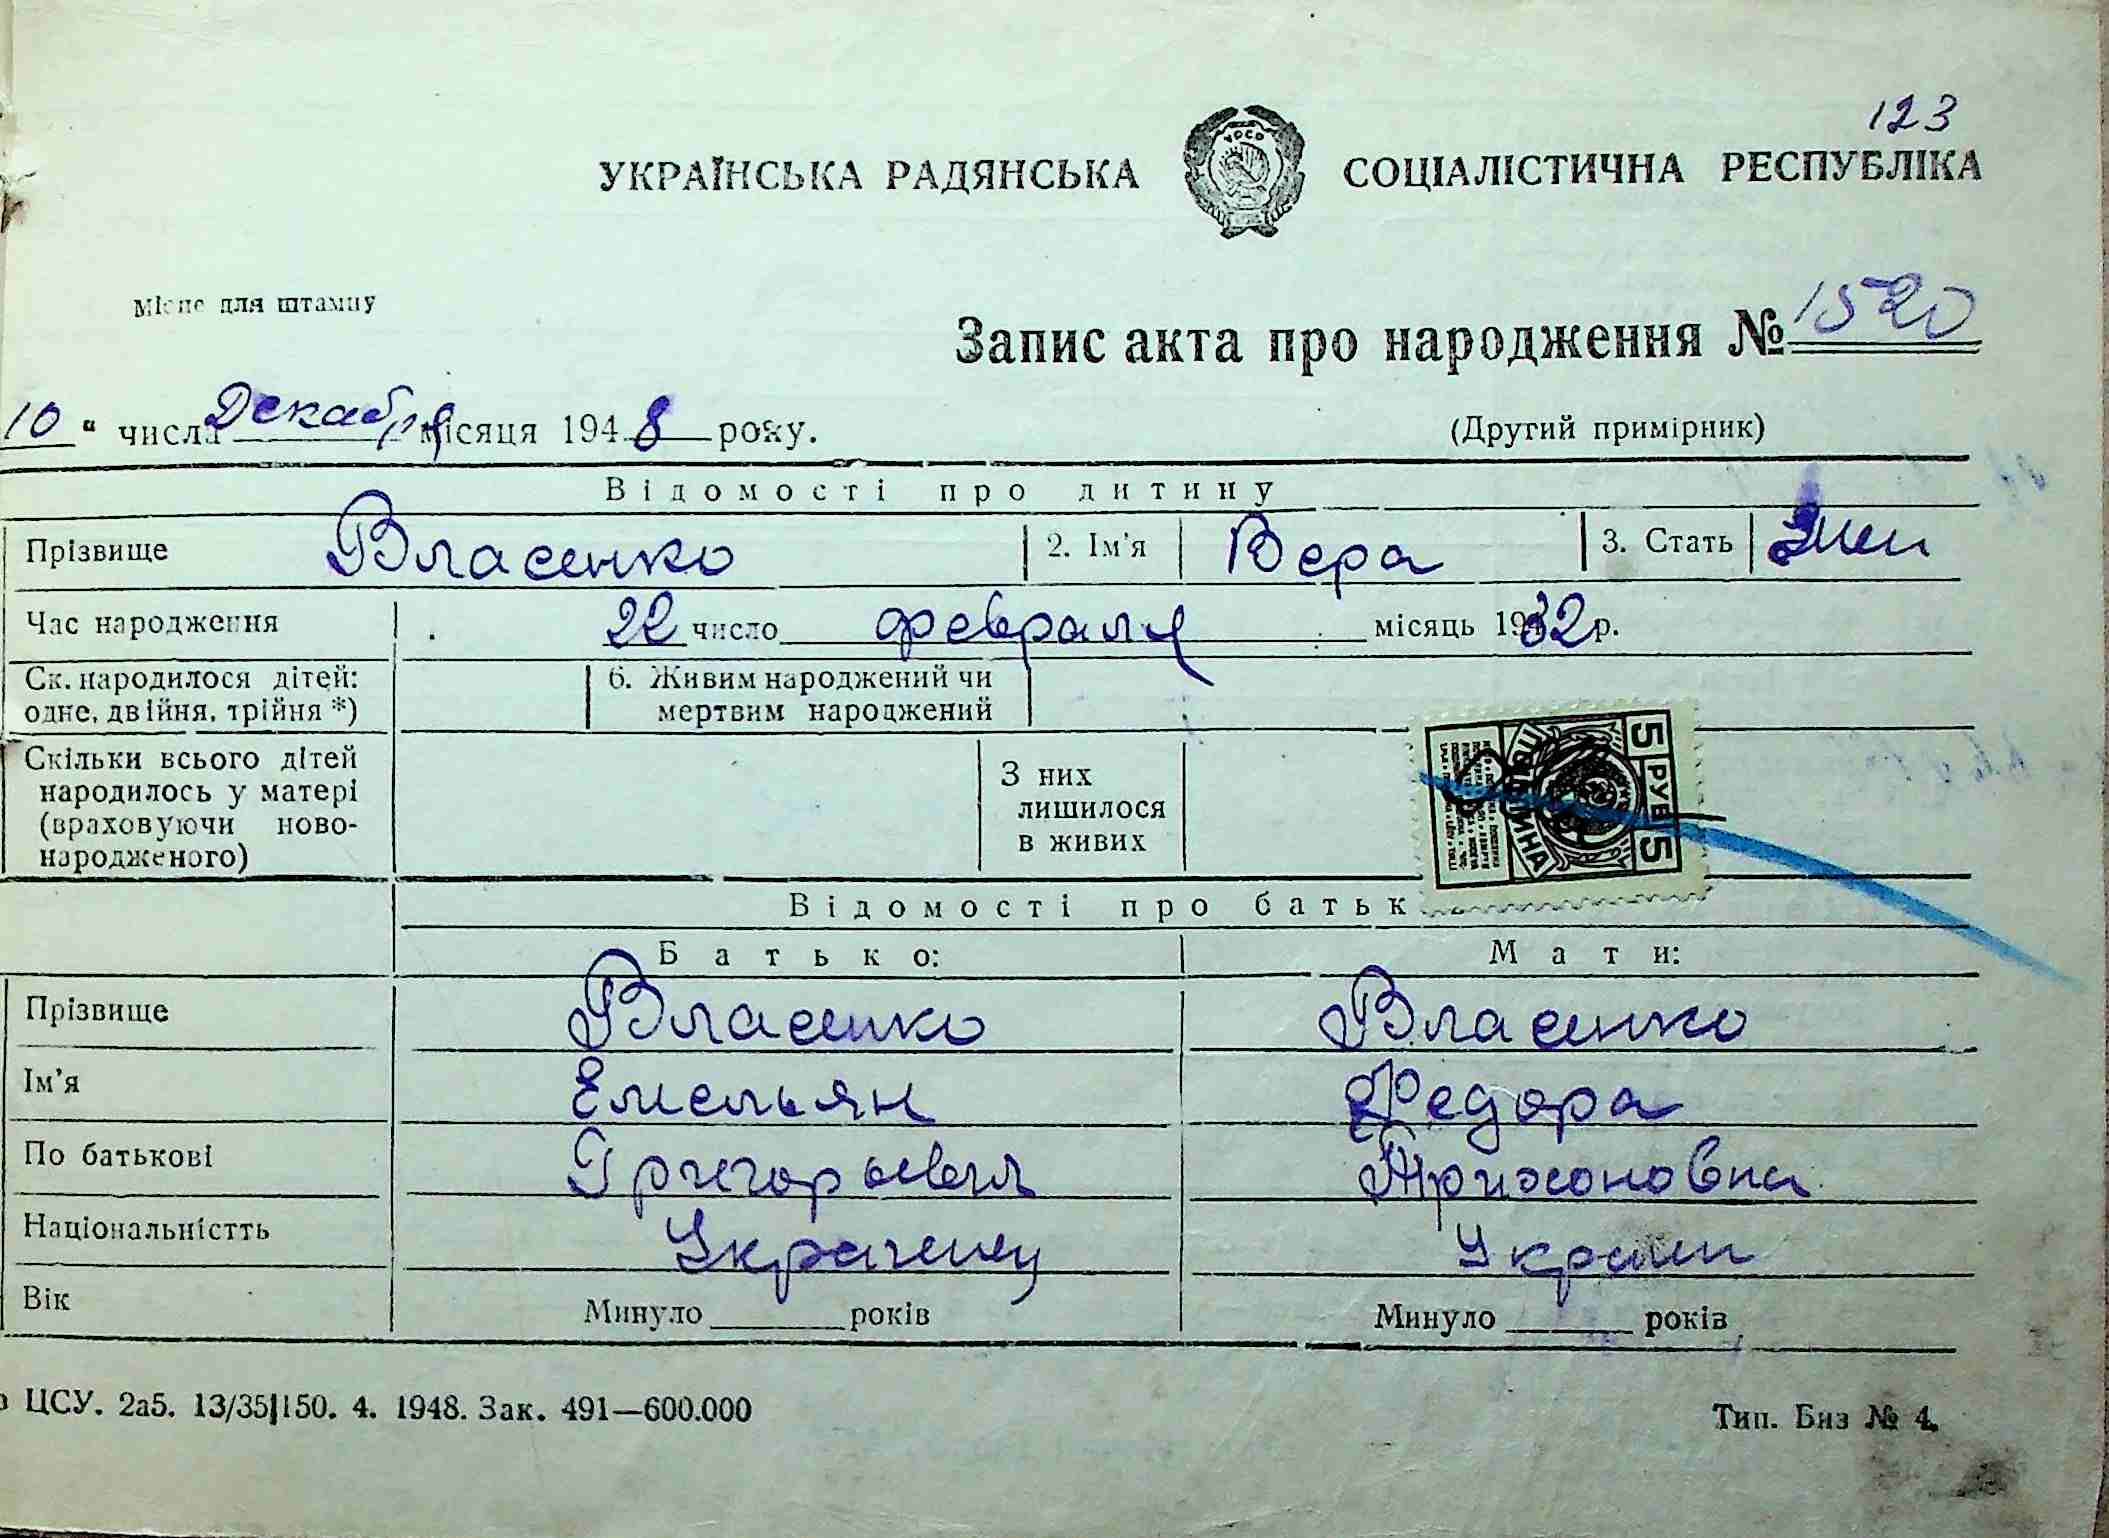 123
УКРАЇНСЬКА РАДЯНСЬКА СОЦІАЛІСТИЧНА РЕСПУБЛІКА
Місце для штампу
Запис акта про народження № 1520
10 " числа Декабря місяця 1948 року.
(Другий примірник)
Відомості про дитину
Прізвище Власенко 2. Ім'я Вера 3. Стать Жен
Час народження 22 число февраля місяць 1932 р.
Ск. народилося дітей: 6. Живим народжений чи
одне, двійня, трійня *) мертвим народжений
Скільки всього дітей
народилось у матері
(враховуючи ново-
народженого)
З них
лишилося
в живих
5 РУБ 5
Відомості про батьк
Батько: Мати:
Прізвище Власенко Власенко
Ім'я Емельян Федора
По батькові Григорьевич Трихоновна
Національністть Украинец Украин
Вік Минуло року років Минуло років
ЦСУ. 2а5. 13/35|150. 4. 1948. Зак. 491—600.000
Тип. Биз № 4.